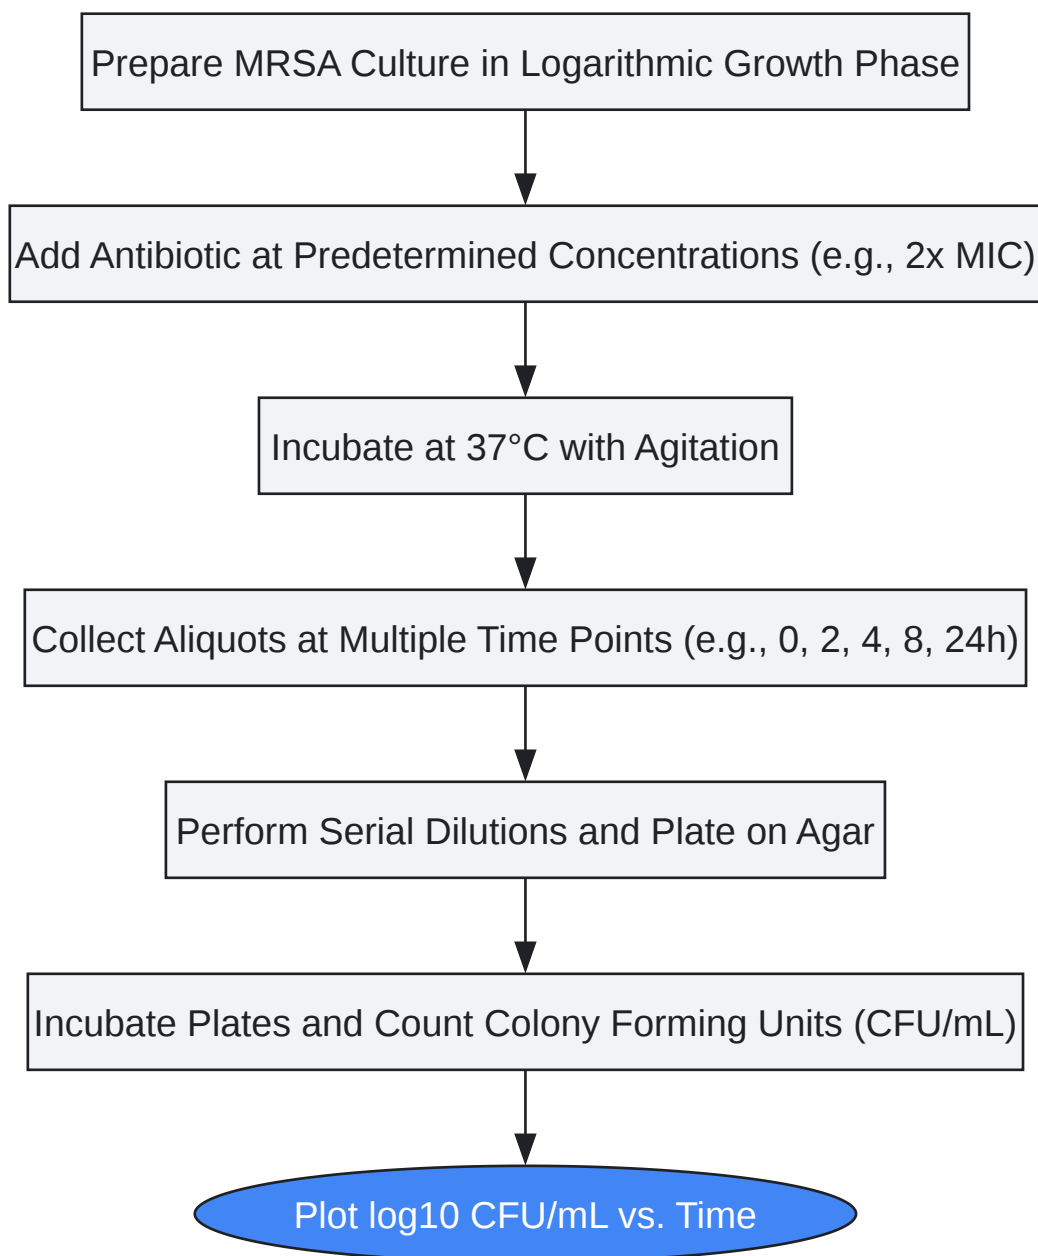 Prepare MRSA Culture in Logarithmic Growth Phase
Add Antibiotic at Predetermined Concentrations (e.g., 2x MIC)
Incubate at 37°C with Agitation
Collect Aliquots at Multiple Time Points (e.g., 0, 2, 4, 8, 24h)
Perform Serial Dilutions and Plate on Agar
Incubate Plates and Count Colony Forming Units (CFU/mL)
Plot log10 CFU/mL vs. Time